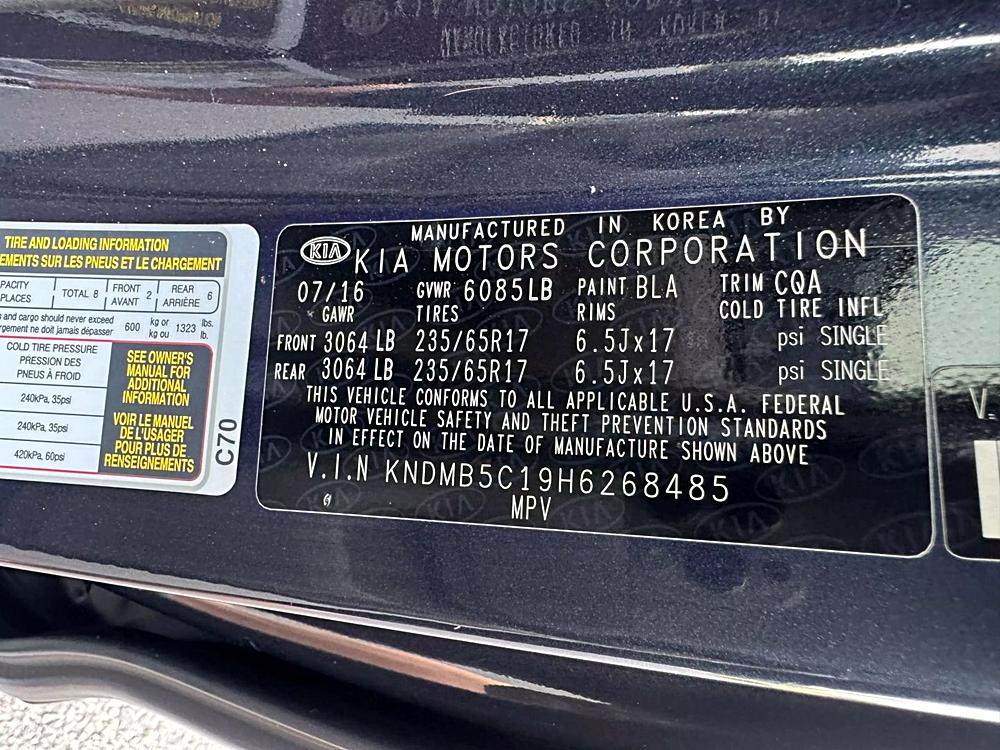 TIRE AND LOADING INFORMATION
EMENTS SUR LES PNEUS ET LE CHARGEMENT
PACITY
PLACES
TOTAL 8
FRONT
AVANT 2
REAR
ARRIÈRE 6
s and cargo should never exceed
argement ne doit jamais dépasser
600
kg or
kg ou
1323
lbs.
lb.
COLD TIRE PRESSURE
PRESSION DES
PNEUS À FROID
240kPa, 35psi
240kPa, 35psi
420kPa, 60psi
SEE OWNER'S
MANUAL FOR
ADDITIONAL
INFORMATION
VOIR LE MANUEL
DE L'USAGER
POUR PLUS DE
RENSEIGNEMENTS
C70
MANUFACTURED IN KOREA BY
KIA KIA MOTORS CORPORATION
07/16 GVWR 6085LB PAINT BLA TRIM CQA
GAWR TIRES RIMS COLD TIRE INFL
FRONT 3064 LB 235/65R17 6.5Jx17 psi SINGLE
REAR 3064 LB 235/65R17 6.5Jx17 psi SINGLE
THIS VEHICLE CONFORMS TO ALL APPLICABLE U.S.A. FEDERAL
MOTOR VEHICLE SAFETY AND THEFT PREVENTION STANDARDS
IN EFFECT ON THE DATE OF MANUFACTURE SHOWN ABOVE
V.I.N KNDMB5C19H6268485
MPV
V.